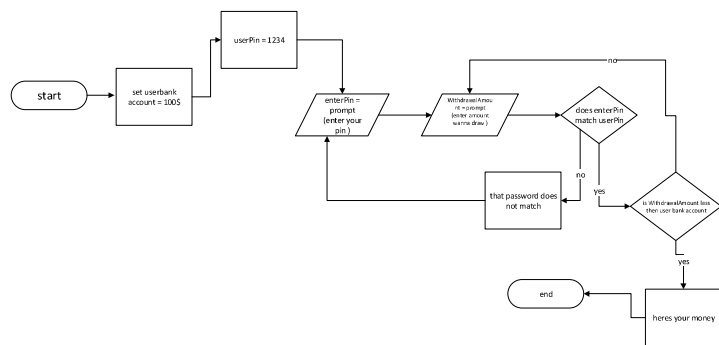 start
set userbank
account = 100$
userPin = 1234
enterPin =
prompt
(enter your
pin )
WithdrawalAmou
nt = prompt
(enter amount
wanna draw )
does enterPin
match userPin
no
no
yes
that password does
not match
is WithdrawalAmount less
then user bank account
yes
heres your money
end